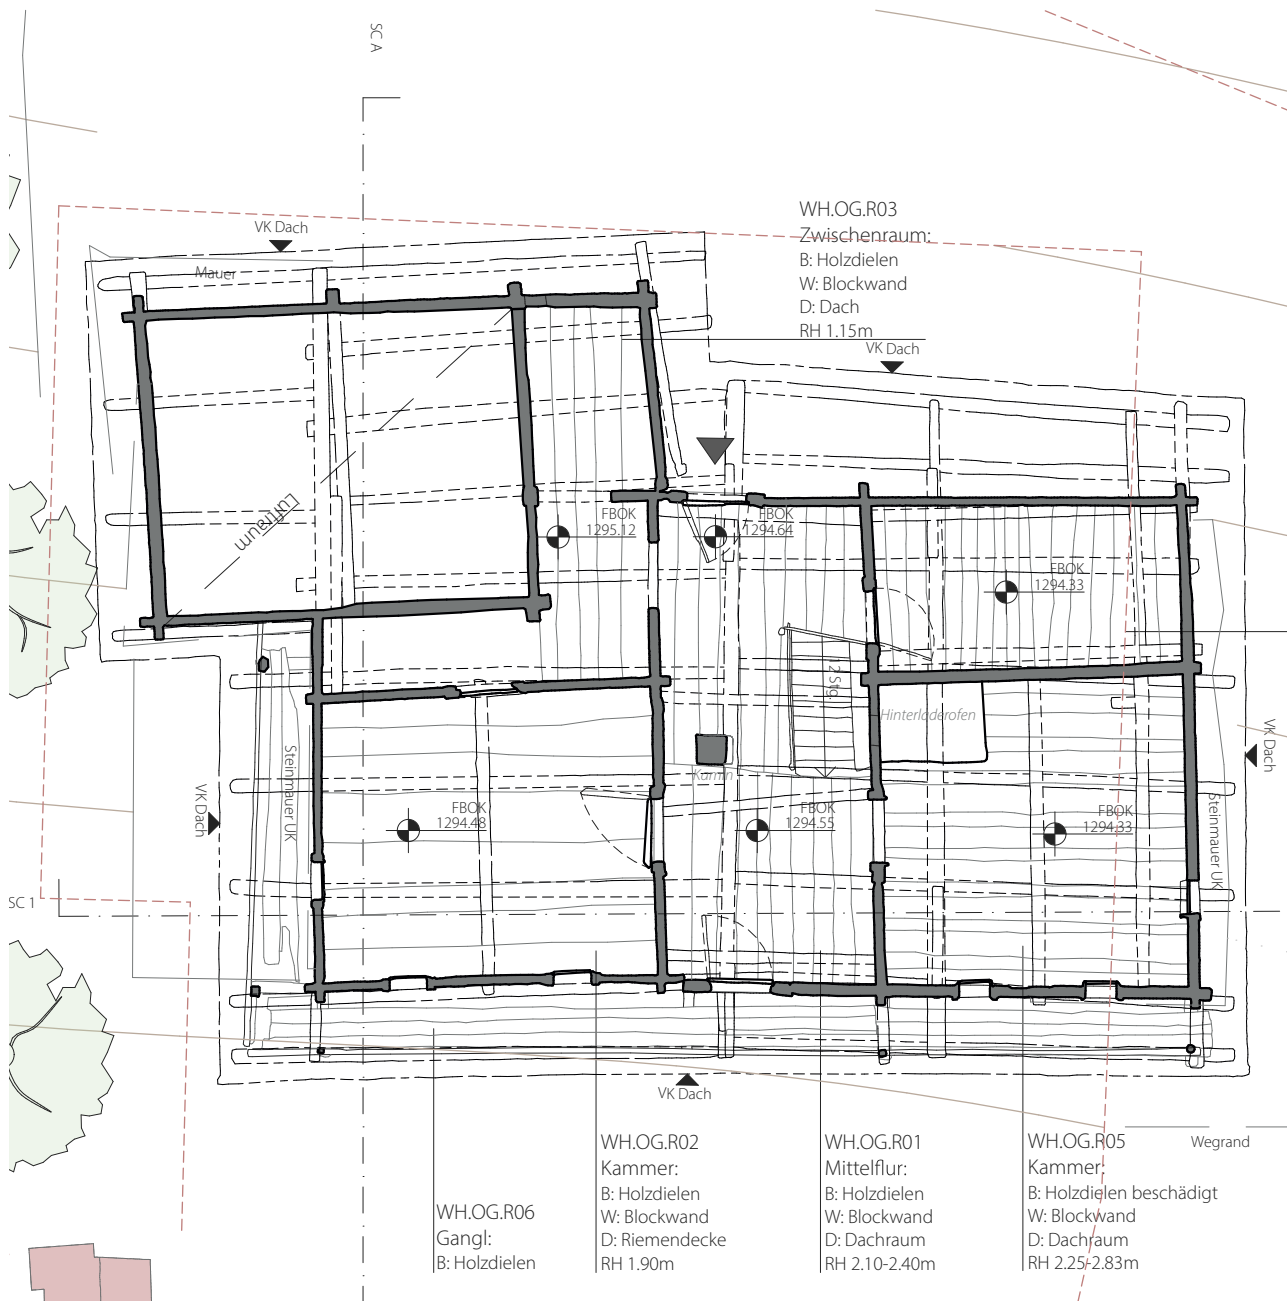 SC A
WH.OG.R03
Zwischenraum:
B: Holzdielen
W: Blockwand
D: Dach
RH 1.15m
VK Dach
Mauer
VK Dach
Luftraum
FBOK
1295.12
FBOK
1294.64
FBOK
1294.33
12 Stg.
Hinterladerofen
VK Dach
Steinmauer UK
Kamin
VK Dach
FBOK
1294.48
FBOK
1294.55
FBOK
1294.33
Steinmauer UK
SC 1
VK Dach
Wegrand
WH.OG.R06
Gangl:
B: Holzdielen
WH.OG.R02
Kammer:
B: Holzdielen
W: Blockwand
D: Riemendecke
RH 1.90m
WH.OG.R01
Mittelflur:
B: Holzdielen
W: Blockwand
D: Dachraum
RH 2.10-2.40m
WH.OG.R05
Kammer:
B: Holzdielen beschädigt
W: Blockwand
D: Dachraum
RH 2.25-2.83m